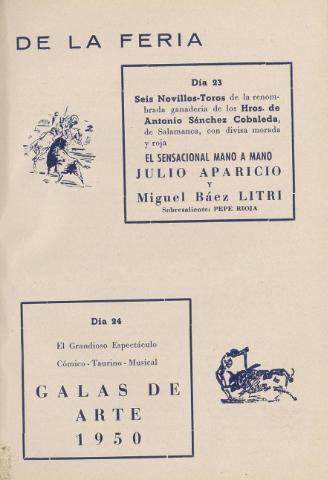 DE LA FERIA
Día 23
Seis Novillos-Toros de la renom-
brada ganadería de los Hros. de
Antonio Sánchez Cobaleda,
de Salamanca, con divisa morada
y roja
EL SENSACIONAL MANO A MANO
JULIO APARICIO
Y
Miguel Báez LITRI
Sobresaliente: PEPE RIOJA
Día 24
El Grandioso Espectáculo
Cómico-Taurino-Musical
GALAS DE
ARTE
1950